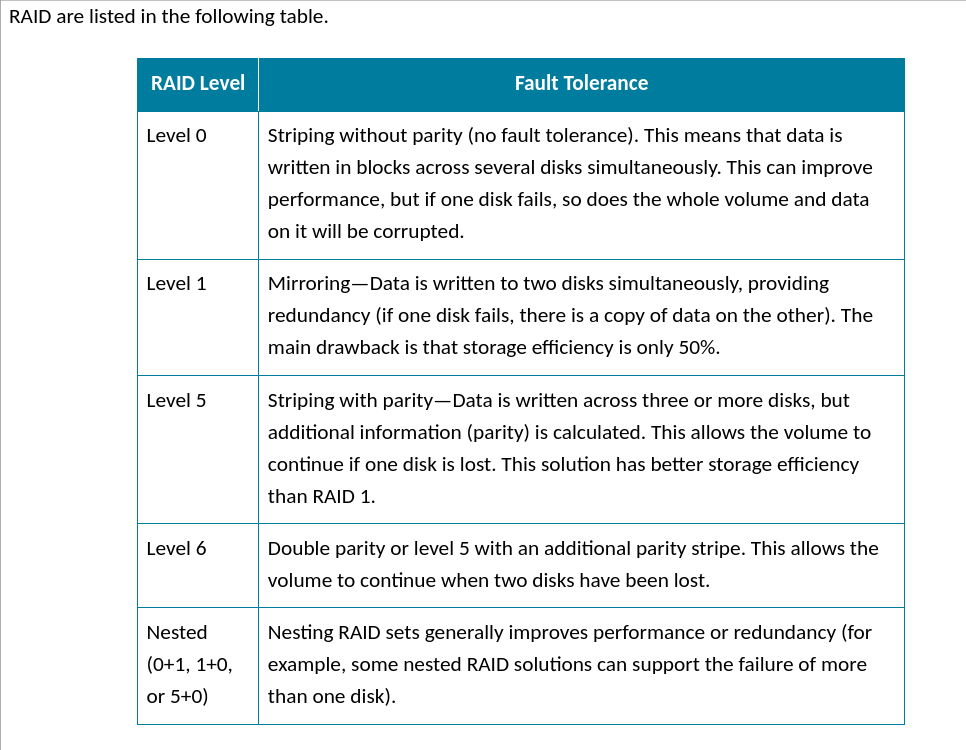 RAID are listed in the following table.
RAID Level Fault Tolerance
Level 0 Striping without parity (no fault tolerance). This means that data is
written in blocks across several disks simultaneously. This can improve
performance, but if one disk fails, so does the whole volume and data
on it will be corrupted.
Level 1 Mirroring—Data is written to two disks simultaneously, providing
redundancy (if one disk fails, there is a copy of data on the other). The
main drawback is that storage efficiency is only 50%.
Level 5 Striping with parity—Data is written across three or more disks, but
additional information (parity) is calculated. This allows the volume to
continue if one disk is lost. This solution has better storage efficiency
than RAID 1.
Level 6 Double parity or level 5 with an additional parity stripe. This allows the
volume to continue when two disks have been lost.
Nested Nesting RAID sets generally improves performance or redundancy (for
(0+1, 1+0, example, some nested RAID solutions can support the failure of more
or 5+0) than one disk).